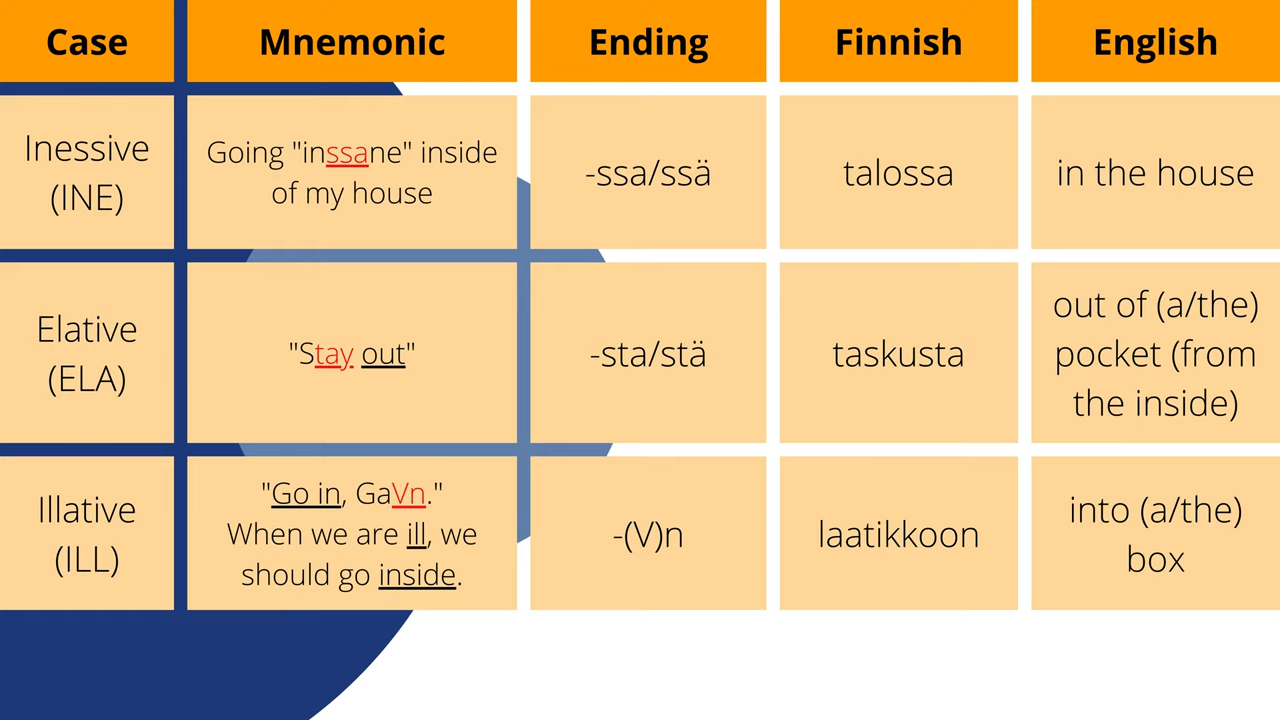 Case
Mnemonic
Ending
Finnish
English
Inessive
(INE)
Going "inssane" inside
of my house
-ssa/ssä
talossa
in the house
Elative
(ELA)
"Stay out"
-sta/stä
taskusta
out of (a/the)
pocket (from
the inside)
Illative
(ILL)
"Go in, GaVn."
When we are ill, we
should go inside.
-(V)n
laatikkoon
into (a/the)
box